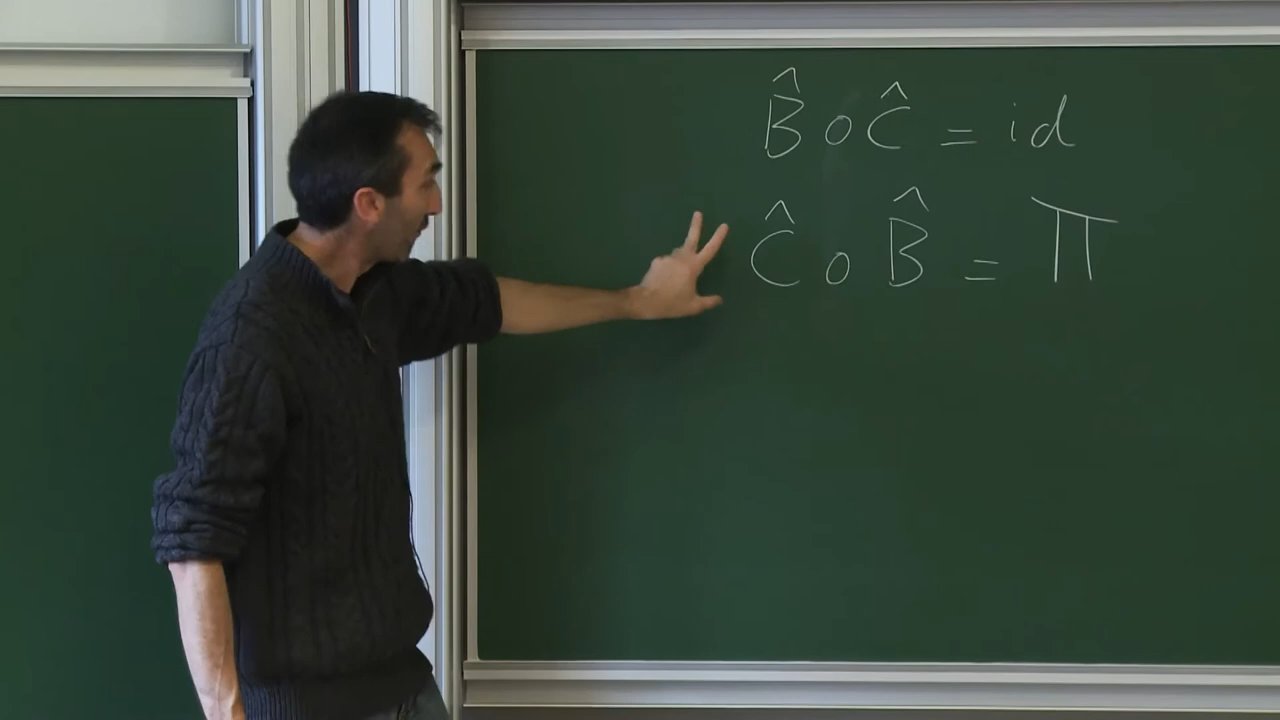 B̂ o Ĉ = id
Ĉ o B̂ = Π